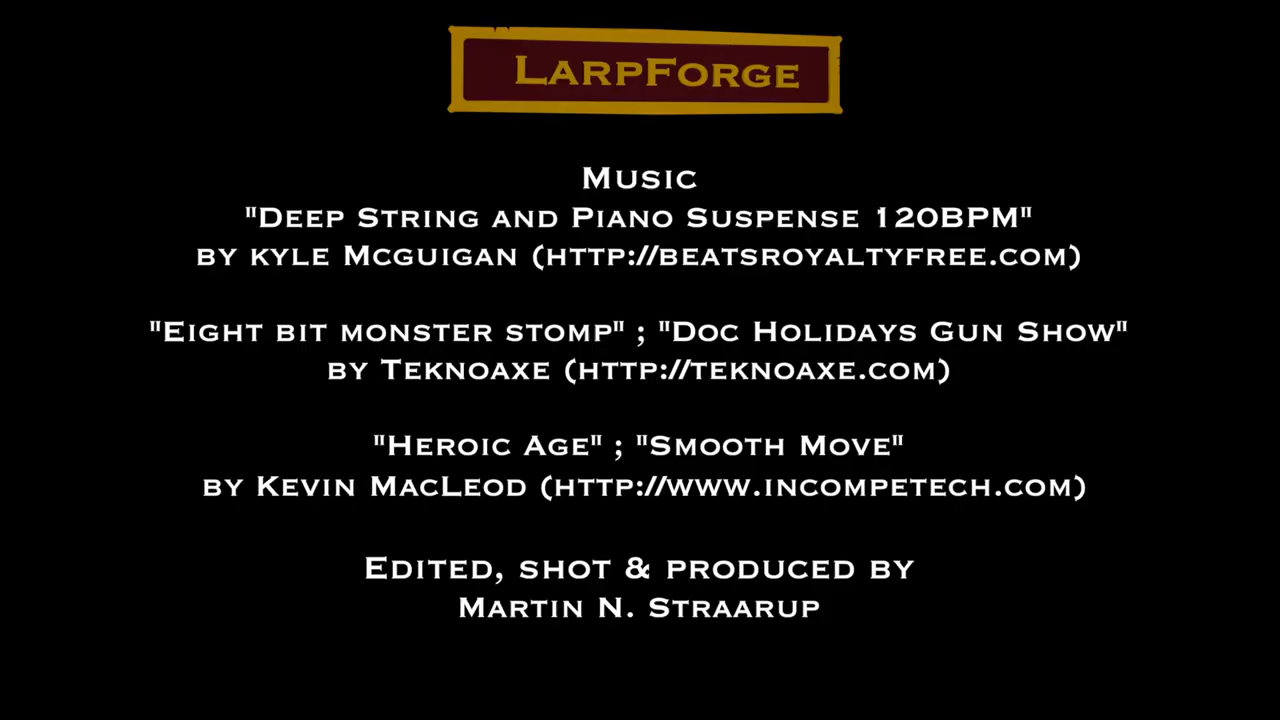 LarpForge
Music
"Deep String and Piano Suspense 120BPM"
by kyle Mcguigan (http://beatsroyaltyfree.com)
"Eight bit monster stomp" ; "Doc Holidays Gun Show"
by Teknoaxe (http://teknoaxe.com)
"Heroic Age" ; "Smooth Move"
by Kevin MacLeod (http://www.incompetech.com)
Edited, shot & produced by
Martin N. Straarup